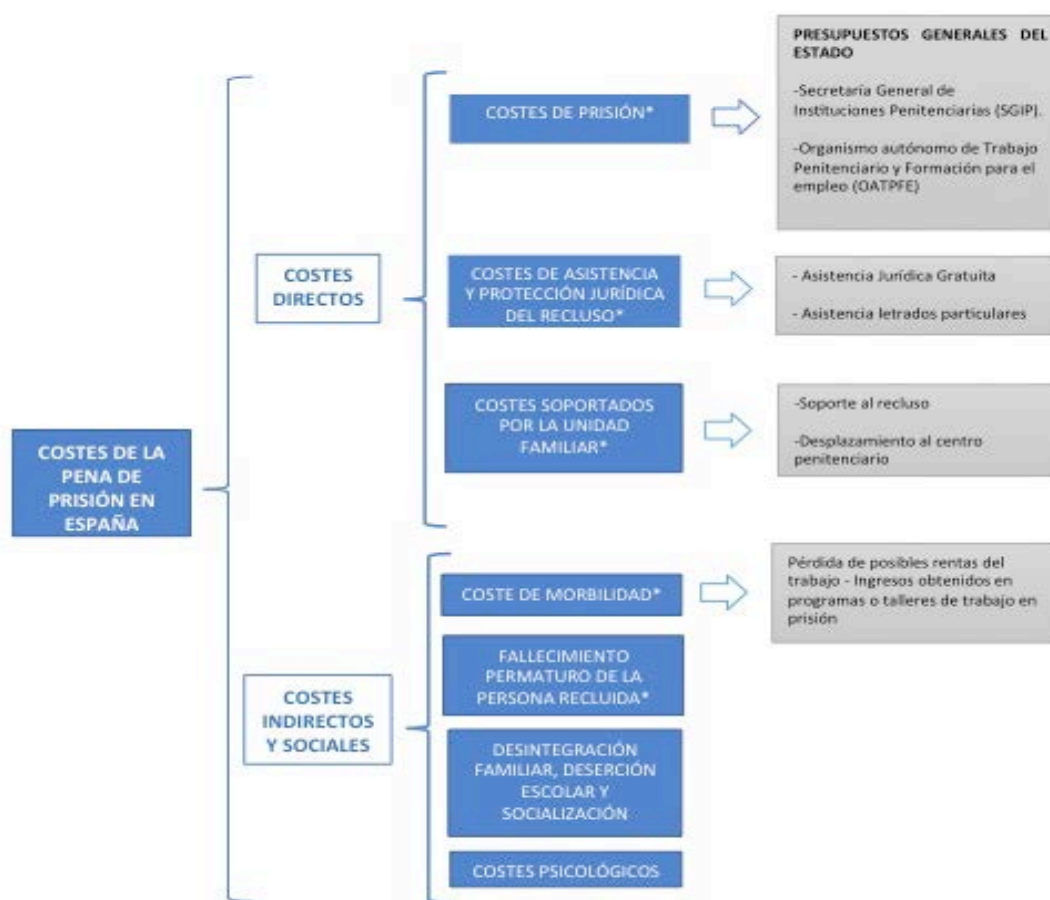 COSTES DE LA
PENA DE
PRISIÓN EN
ESPAÑA
COSTES
DIRECTOS
COSTES DE PRISIÓN*
PRESUPUESTOS GENERALES DEL
ESTADO
-Secretaría General de
Instituciones Penitenciarias (SGIP).
-Organismo autónomo de Trabajo
Penitenciario y Formación para el
empleo (OATPFE)
COSTES DE ASISTENCIA
Y PROTECCIÓN JURÍDICA
DEL RECLUSO*
- Asistencia Jurídica Gratuita
- Asistencia letrados particulares
COSTES SOPORTADOS
POR LA UNIDAD
FAMILIAR*
-Soporte al recluso
-Desplazamiento al centro
penitenciario
COSTES
INDIRECTOS
Y SOCIALES
COSTE DE MORBILIDAD*
Pérdida de posibles rentas del
trabajo - Ingresos obtenidos en
programas o talleres de trabajo en
prisión
FALLECIMIENTO
PERMATURO DE LA
PERSONA RECLUIDA*
DESINTEGRACIÓN
FAMILIAR, DESERCIÓN
ESCOLAR Y
SOCIALIZACIÓN
COSTES PSICOLÓGICOS